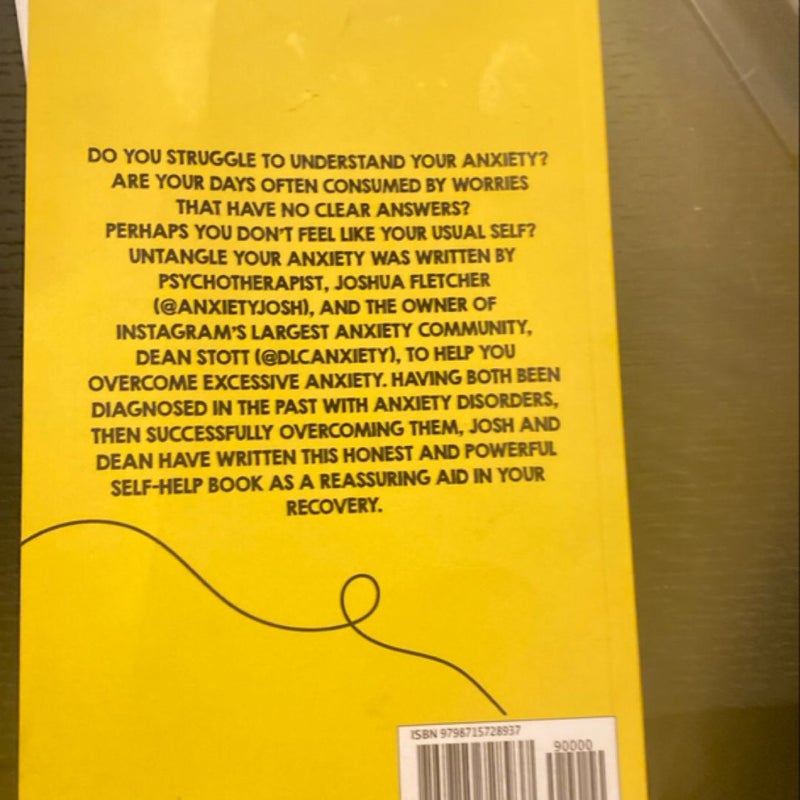 DO YOU STRUGGLE TO UNDERSTAND YOUR ANXIETY?
ARE YOUR DAYS OFTEN CONSUMED BY WORRIES
THAT HAVE NO CLEAR ANSWERS?
PERHAPS YOU DON'T FEEL LIKE YOUR USUAL SELF?
UNTANGLE YOUR ANXIETY WAS WRITTEN BY
PSYCHOTHERAPIST, JOSHUA FLETCHER
(@ANXIETYJOSH), AND THE OWNER OF
INSTAGRAM'S LARGEST ANXIETY COMMUNITY,
DEAN STOTT (@DLCANXIETY), TO HELP YOU
OVERCOME EXCESSIVE ANXIETY. HAVING BOTH BEEN
DIAGNOSED IN THE PAST WITH ANXIETY DISORDERS,
THEN SUCCESSFULLY OVERCOMING THEM, JOSH AND
DEAN HAVE WRITTEN THIS HONEST AND POWERFUL
SELF-HELP BOOK AS A REASSURING AID IN YOUR
RECOVERY.
ISBN 9798715728937
90000